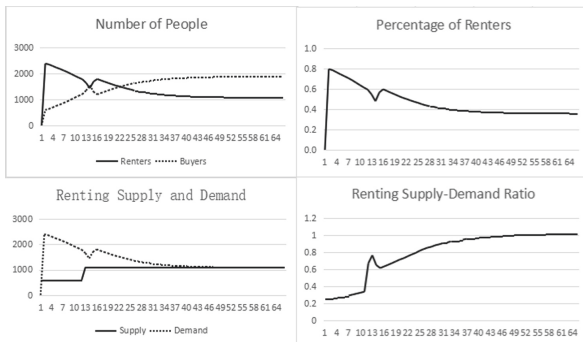 Number of People
3000
2000
1000
0
1 4 7 10 13 16 19 22 25 28 31 34 37 40 43 46 49 52 55 58 61 64
Renters Buyers
Percentage of Renters
1.0
0.8
0.6
0.4
0.2
0.0
1 4 7 10 13 16 19 22 25 28 31 34 37 40 43 46 49 52 55 58 61 64
Renting Supply and Demand
3000
2000
1000
0
1 4 7 10 13 16 19 22 25 28 31 34 37 40 43 46 49 52 55 58 61 64
Supply Demand
Renting Supply-Demand Ratio
1.2
1
0.8
0.6
0.4
0.2
0
1 4 7 10 13 16 19 22 25 28 31 34 37 40 43 46 49 52 55 58 61 64